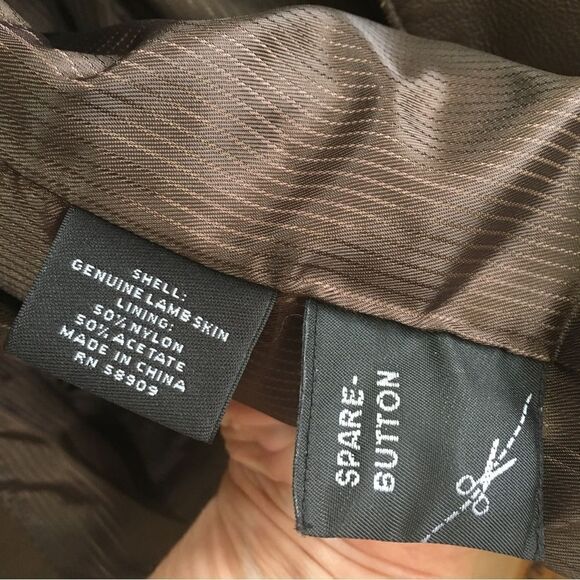 SHELL:
GENUINE LAMB SKIN
LINING:
50% NYLON
50% ACETATE
MADE IN CHINA
RN 58909
SPARE-
BUTTON